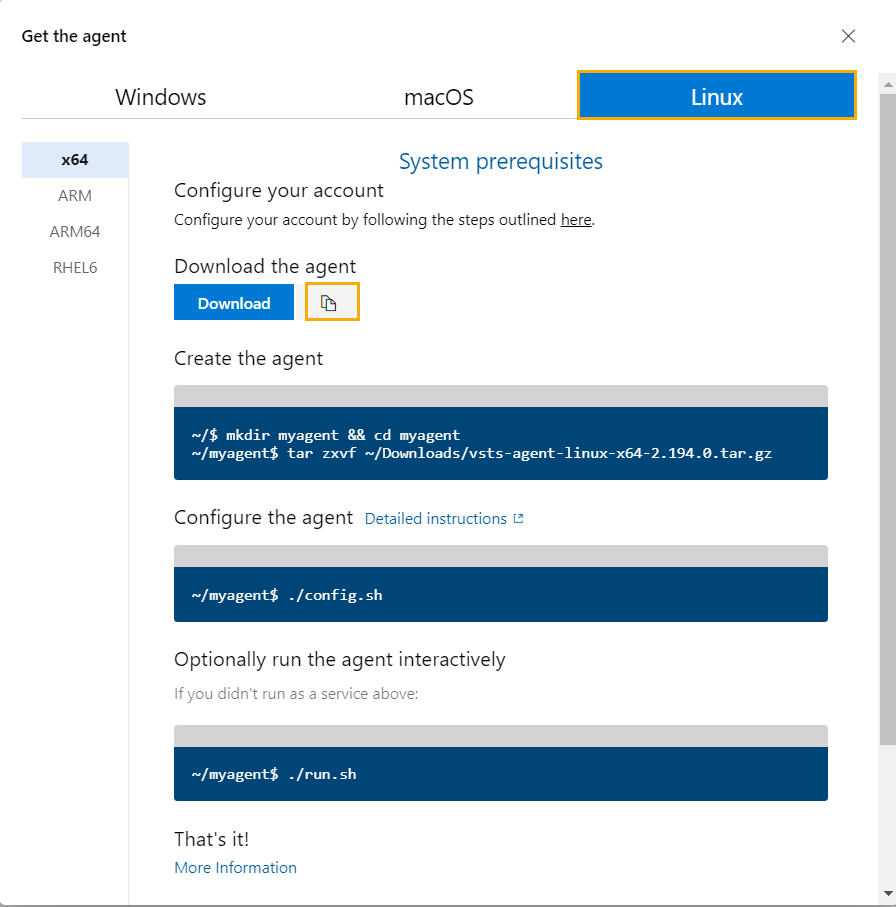 Get the agent
Windows
macOS
Linux
x64
ARM
ARM64
RHEL6
System prerequisites
Configure your account
Configure your account by following the steps outlined here.
Download the agent
Download
Create the agent
~/$ mkdir myagent && cd myagent
~/myagent$ tar zxvf ~/Downloads/vsts-agent-linux-x64-2.194.0.tar.gz
Configure the agent Detailed instructions
~/myagent$ ./config.sh
Optionally run the agent interactively
If you didn't run as a service above:
~/myagent$ ./run.sh
That's it!
More Information